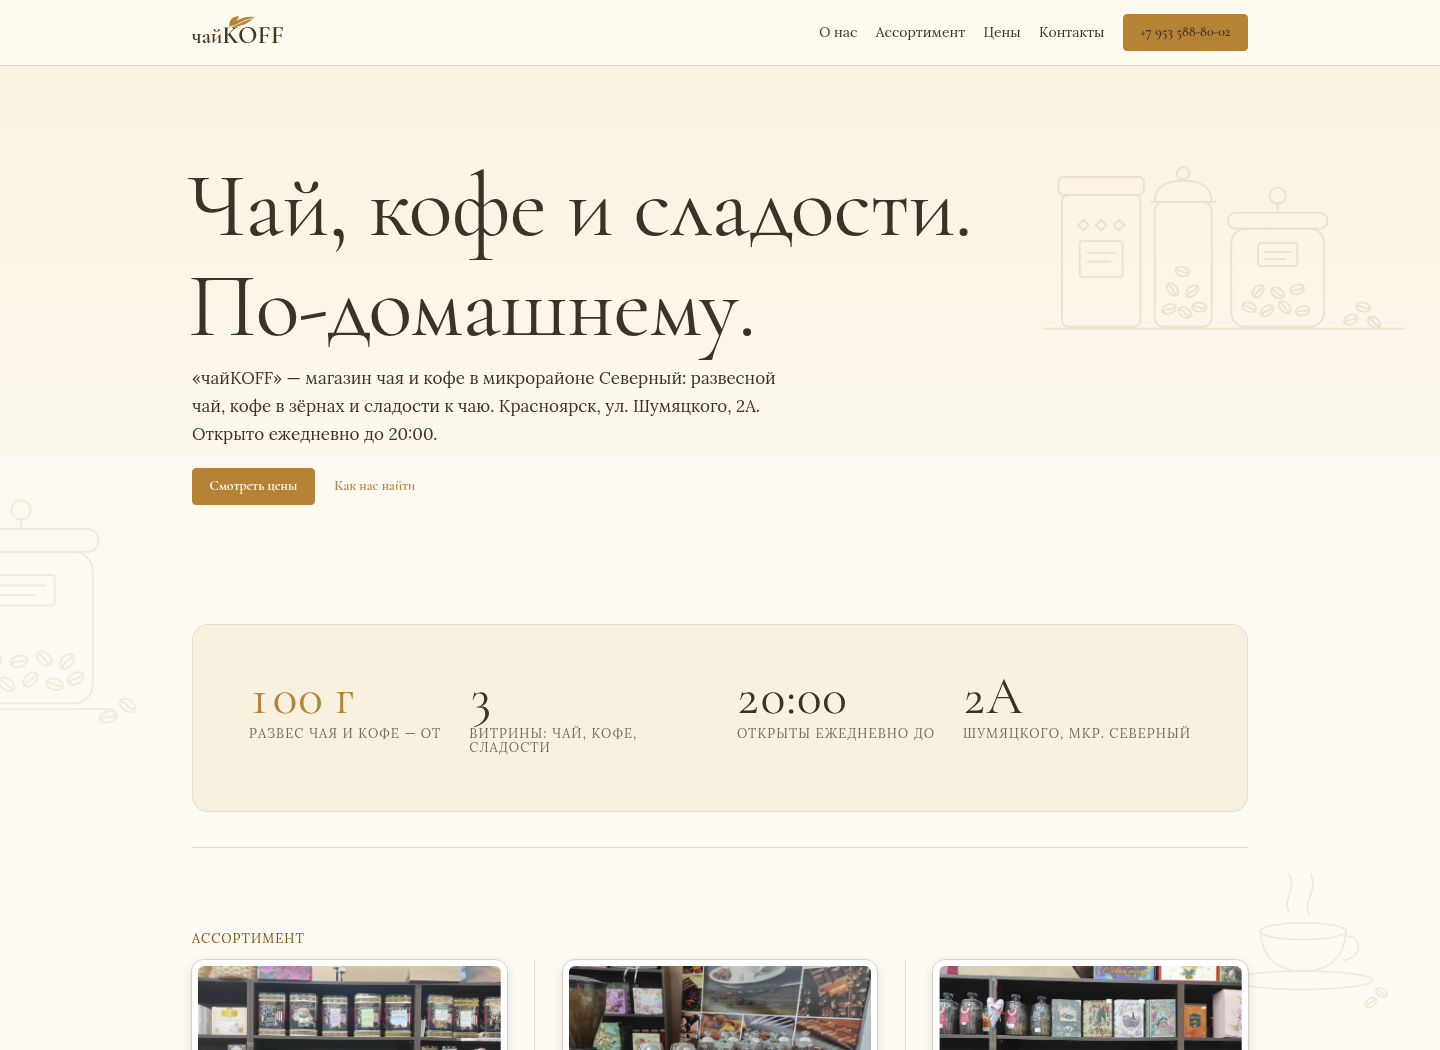 чайKOFF
О нас
Ассортимент
Цены
Контакты
+7 953 588-80-02
Чай, кофе и сладости.
По-домашнему.
«чайKOFF» — магазин чая и кофе в микрорайоне Северный: развесной
чай, кофе в зёрнах и сладости к чаю. Красноярск, ул. Шумяцкого, 2А.
Открыто ежедневно до 20:00.
Смотреть цены
Как нас найти
100 г
РАЗВЕС ЧАЯ И КОФЕ — ОТ
3
ВИТРИНЫ: ЧАЙ, КОФЕ,
СЛАДОСТИ
20:00
ОТКРЫТЫ ЕЖЕДНЕВНО ДО
2А
ШУМЯЦКОГО, МКР. СЕВЕРНЫЙ
АССОРТИМЕНТ